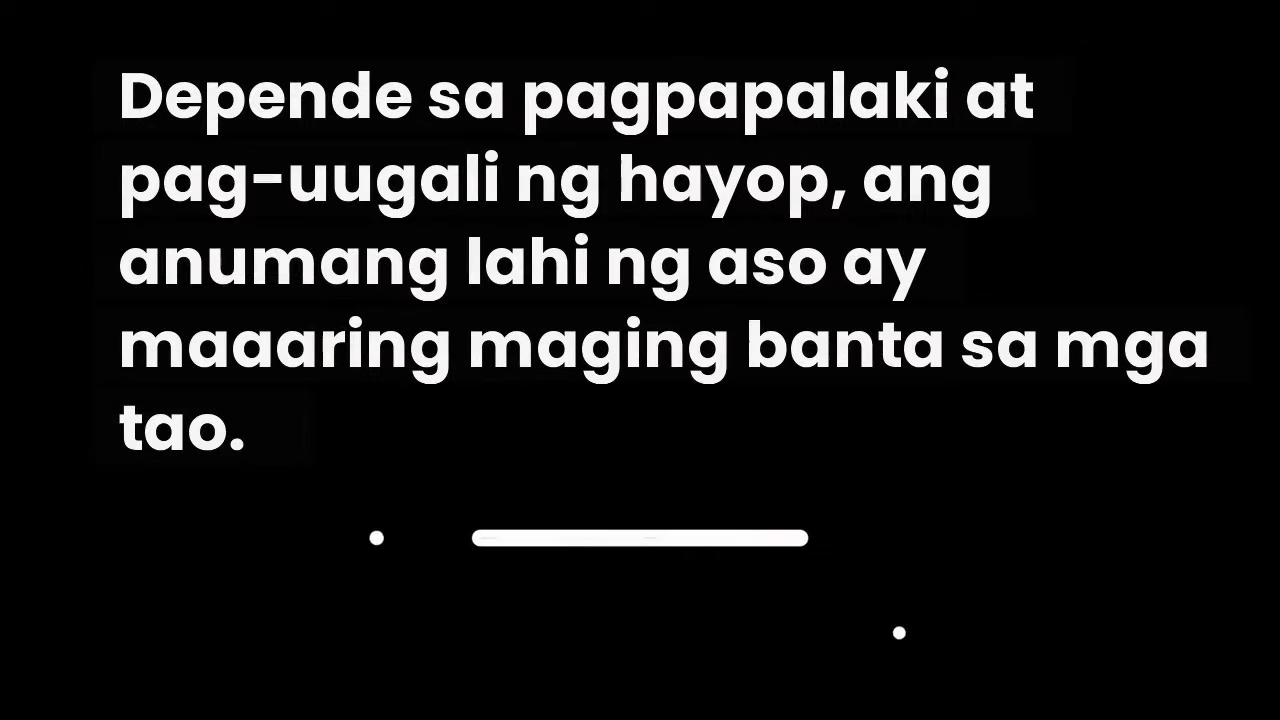 Depende sa pagpapalaki at
pag-uugali ng hayop, ang
anumang lahi ng aso ay
maaaring maging banta sa mga
tao.